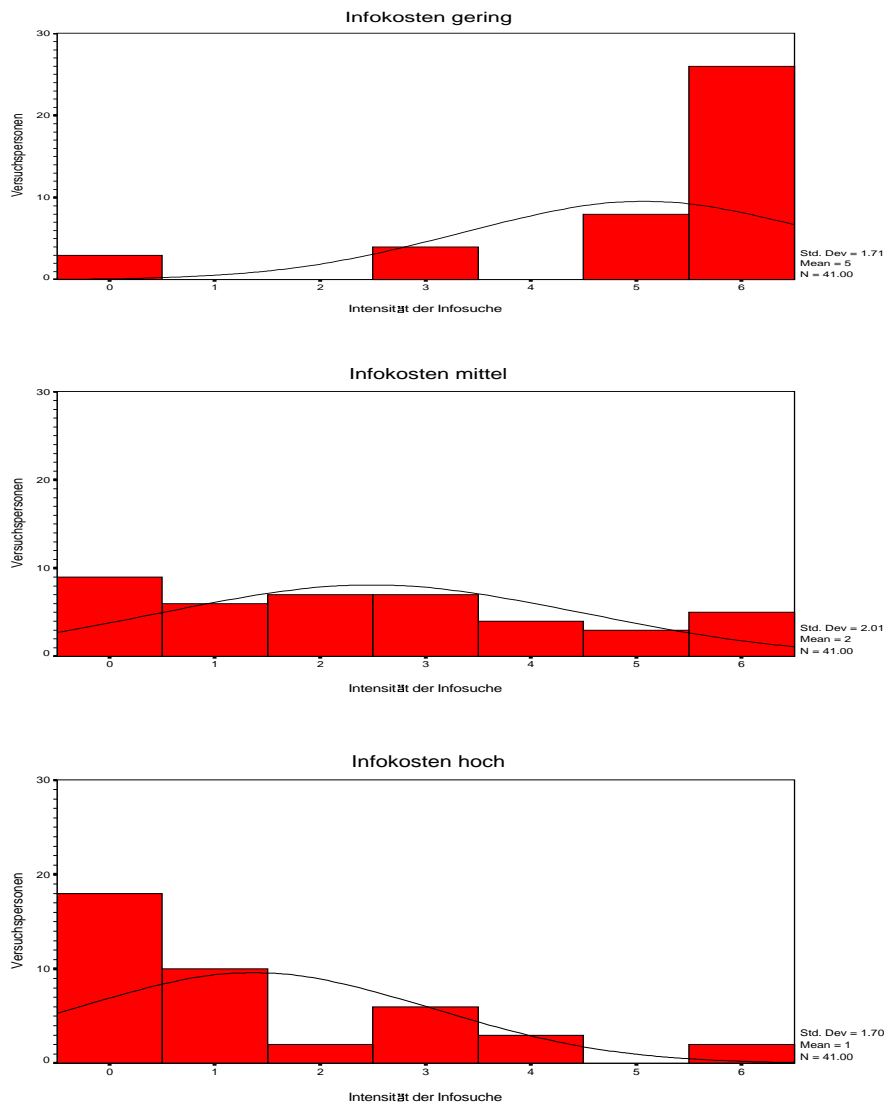 Infokosten gering
30
20
10
0
Versuchspersonen
0 1 2 3 4 5 6
Intensität der Infosuche
Std. Dev = 1.71
Mean = 5
N = 41.00
Infokosten mittel
30
20
10
0
Versuchspersonen
0 1 2 3 4 5 6
Intensität der Infosuche
Std. Dev = 2.01
Mean = 2
N = 41.00
Infokosten hoch
30
20
10
0
Versuchspersonen
0 1 2 3 4 5 6
Intensität der Infosuche
Std. Dev = 1.70
Mean = 1
N = 41.00